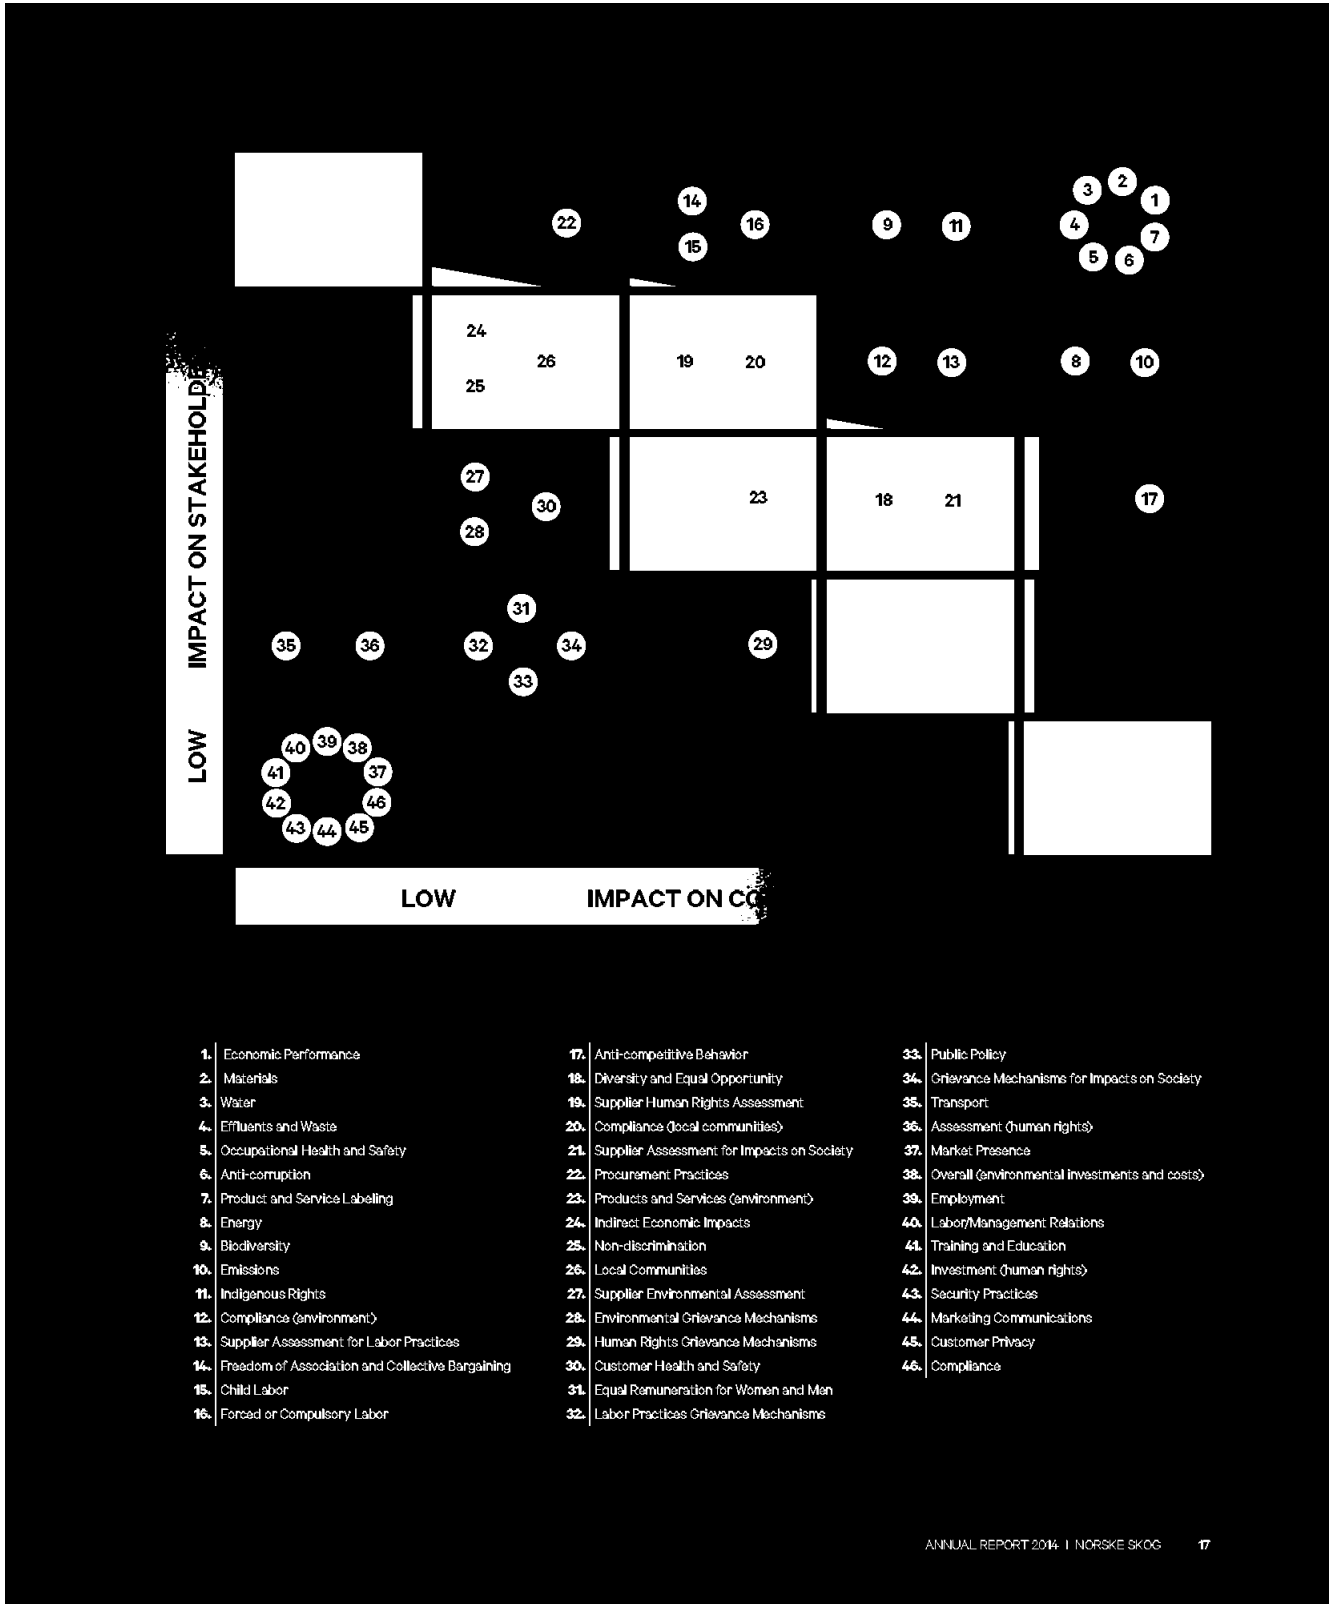 2
3
14
1
22
16
9
11
4
15
7
5
6
24
26
19
20
12
13
8
10
25
27
23
18
21
17
30
28
31
35
36
32
34
29
33
40
39
38
41
37
42
46
43
44
45
LOW IMPACT ON
LOW IMPACT ON
1. Economic Performance
2. Materials
3. Water
4. Effluents and Waste
5. Occupational Health and Safety
6. Anti-corruption
7. Product and Service Labeling
8. Energy
9. Biodiversity
10. Emissions
11. Indigenous Rights
12. Compliance (environment)
13. Supplier Assessment for Labor Practices
14. Freedom of Association and Collective Bargaining
15. Child Labor
16. Forced or Compulsory Labor
17. Anti-competitive Behavior
18. Diversity and Equal Opportunity
19. Supplier Human Rights Assessment
20. Compliance (local communities)
21. Supplier Assessment for Impacts on Society
22. Procurement Practices
23. Products and Services (environment)
24. Indirect Economic Impacts
25. Non-discrimination
26. Local Communities
27. Supplier Environmental Assessment
28. Environmental Grievance Mechanisms
29. Human Rights Grievance Mechanisms
30. Customer Health and Safety
31. Equal Remuneration for Women and Men
32. Labor Practices Grievance Mechanisms
33. Public Policy
34. Grievance Mechanisms for Impacts on Society
35. Transport
36. Assessment (human rights)
37. Market Presence
38. Overall (environmental investments and costs)
39. Employment
40. Labor/Management Relations
41. Training and Education
42. Investment (human rights)
43. Security Practices
44. Marketing Communications
45. Customer Privacy
46. Compliance
ANNUAL REPORT 2014 | NORSKE SKOG 17